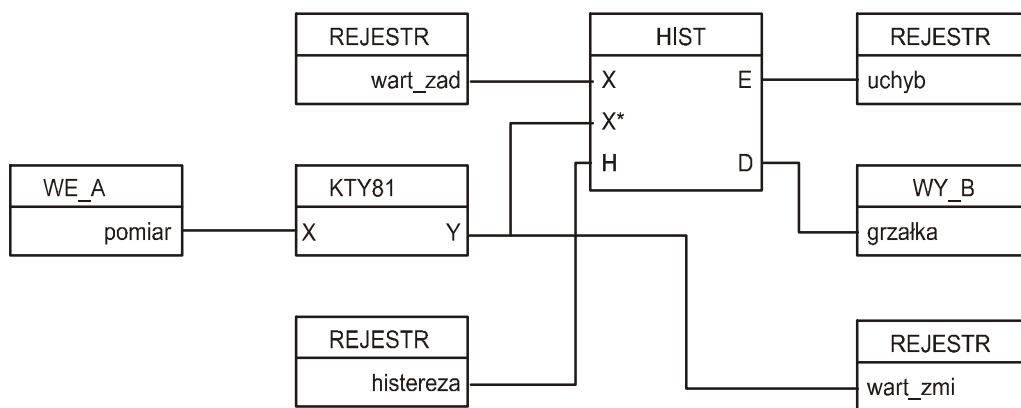 REJESTR
wart_zad
HIST
X
E
X*
H
D
REJESTR
uchyb
WE_A
pomiar
KTY81
X
Y
WY_B
grzałka
REJESTR
histereza
REJESTR
wart_zmi